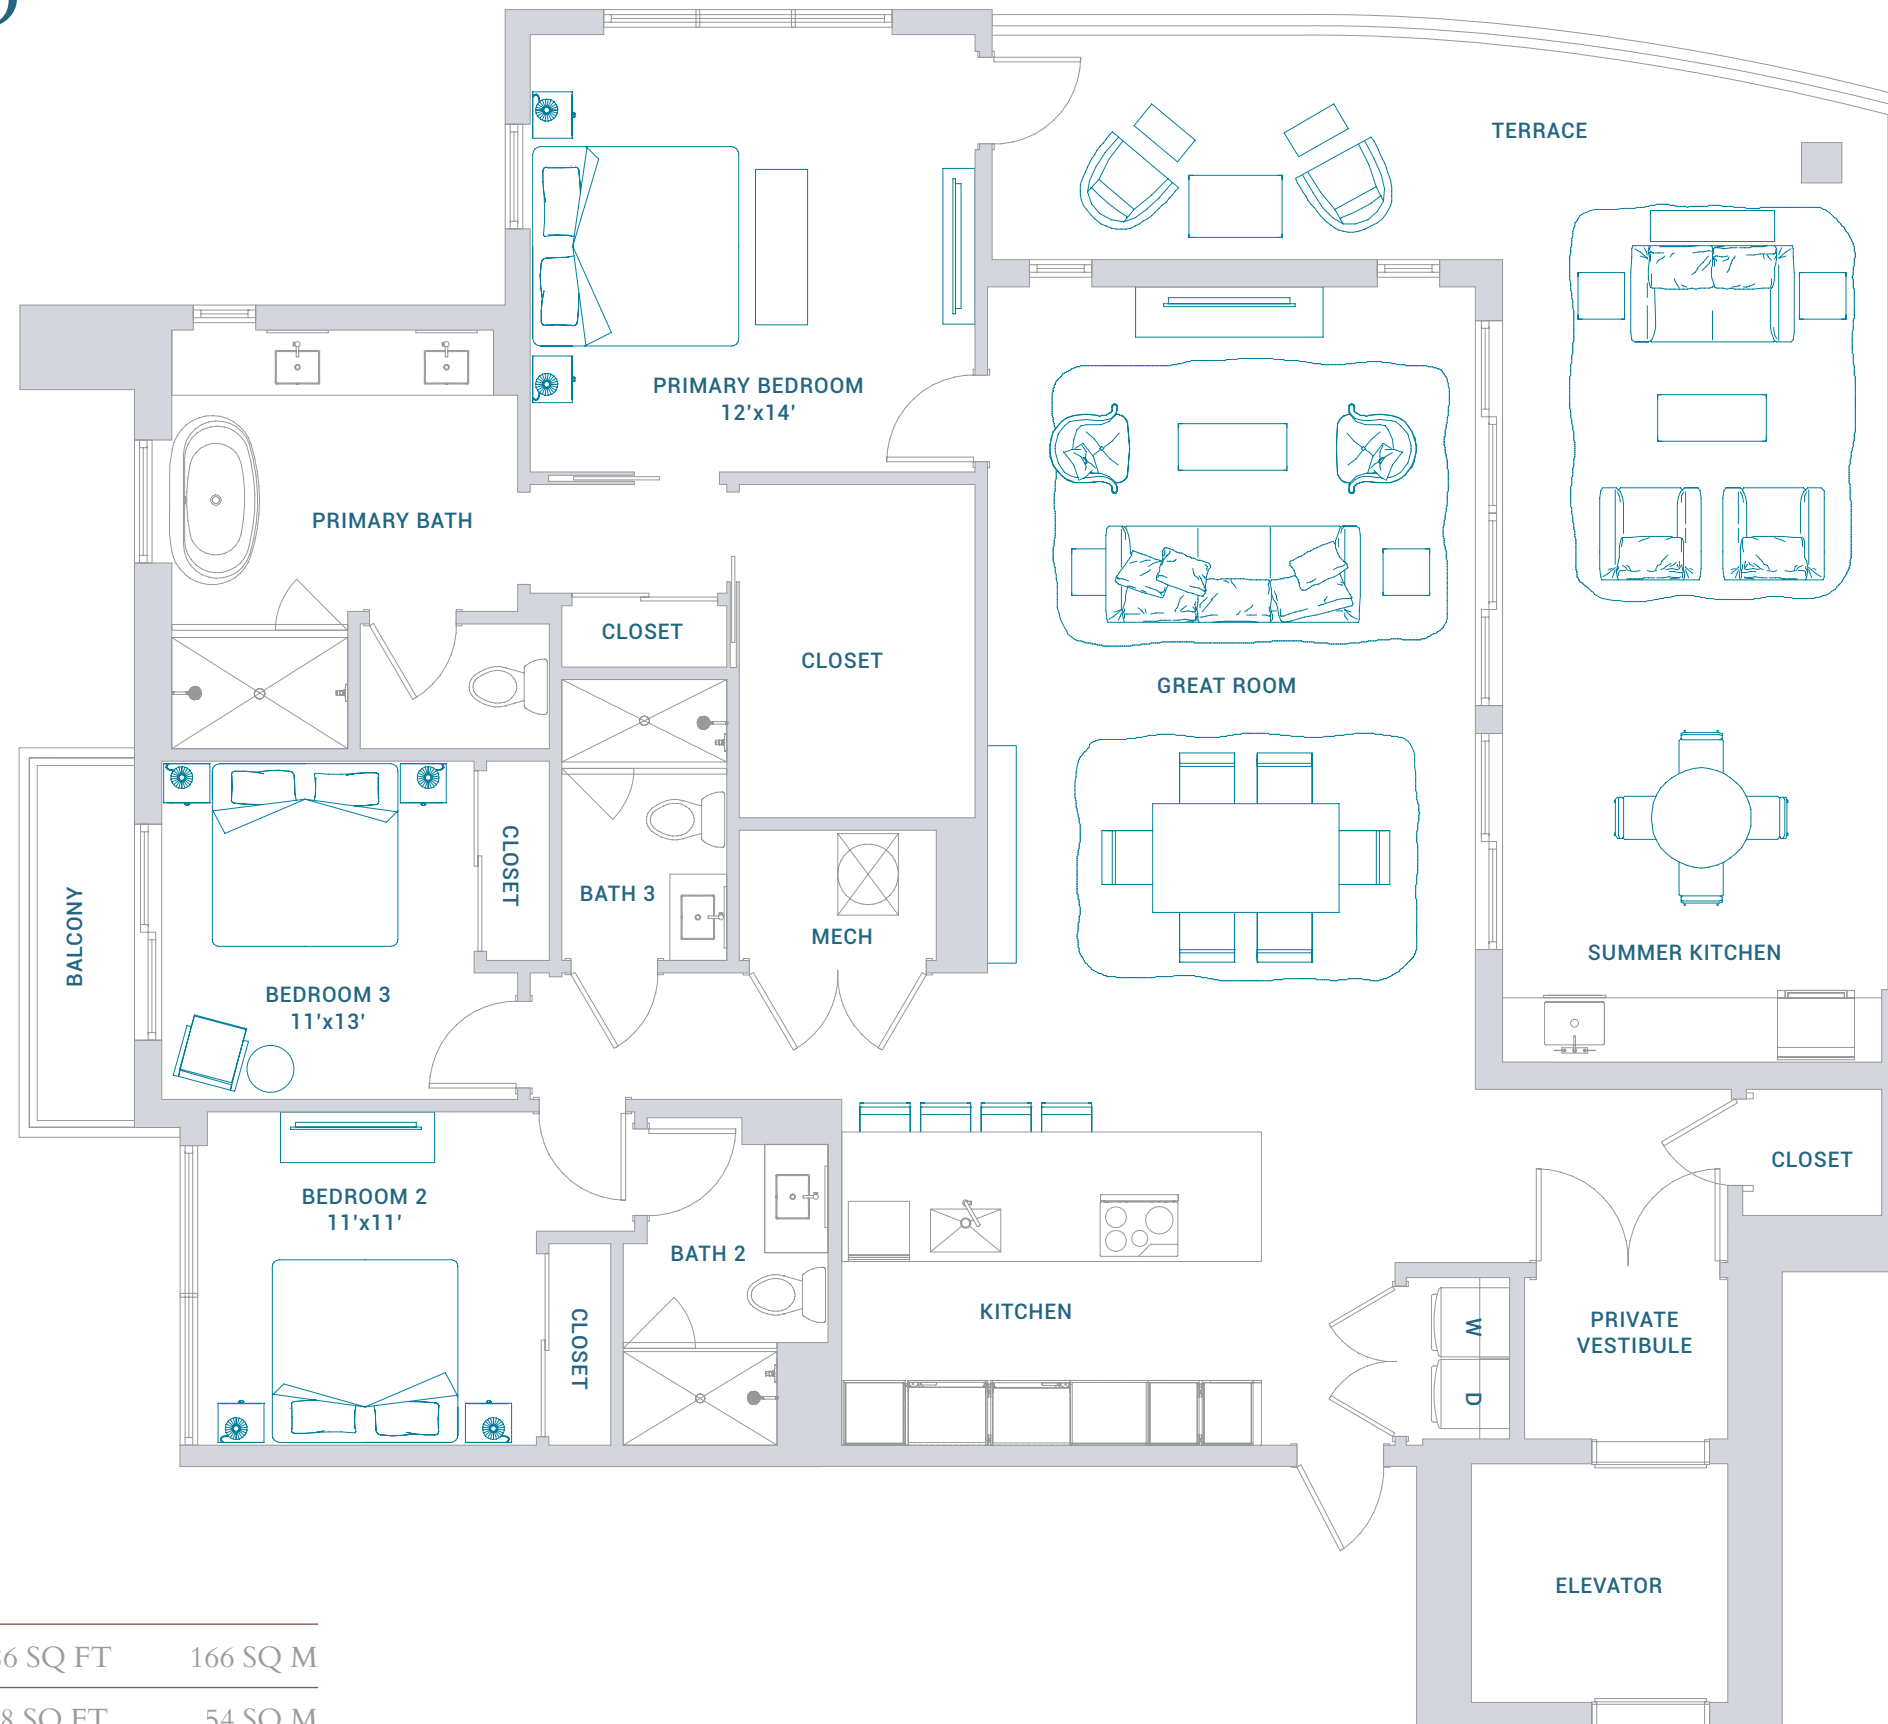 TERRACE
PRIMARY BEDROOM
12'x14'
PRIMARY BATH
CLOSET
CLOSET
GREAT ROOM
CLOSET
BATH 3
MECH
BALCONY
BEDROOM 3
11'x13'
SUMMER KITCHEN
CLOSET
BEDROOM 2
11'x11'
BATH 2
CLOSET
KITCHEN
W
D
PRIVATE
VESTIBULE
ELEVATOR
6 SQ FT 166 SQ M
8 SQ FT 54 SQ M